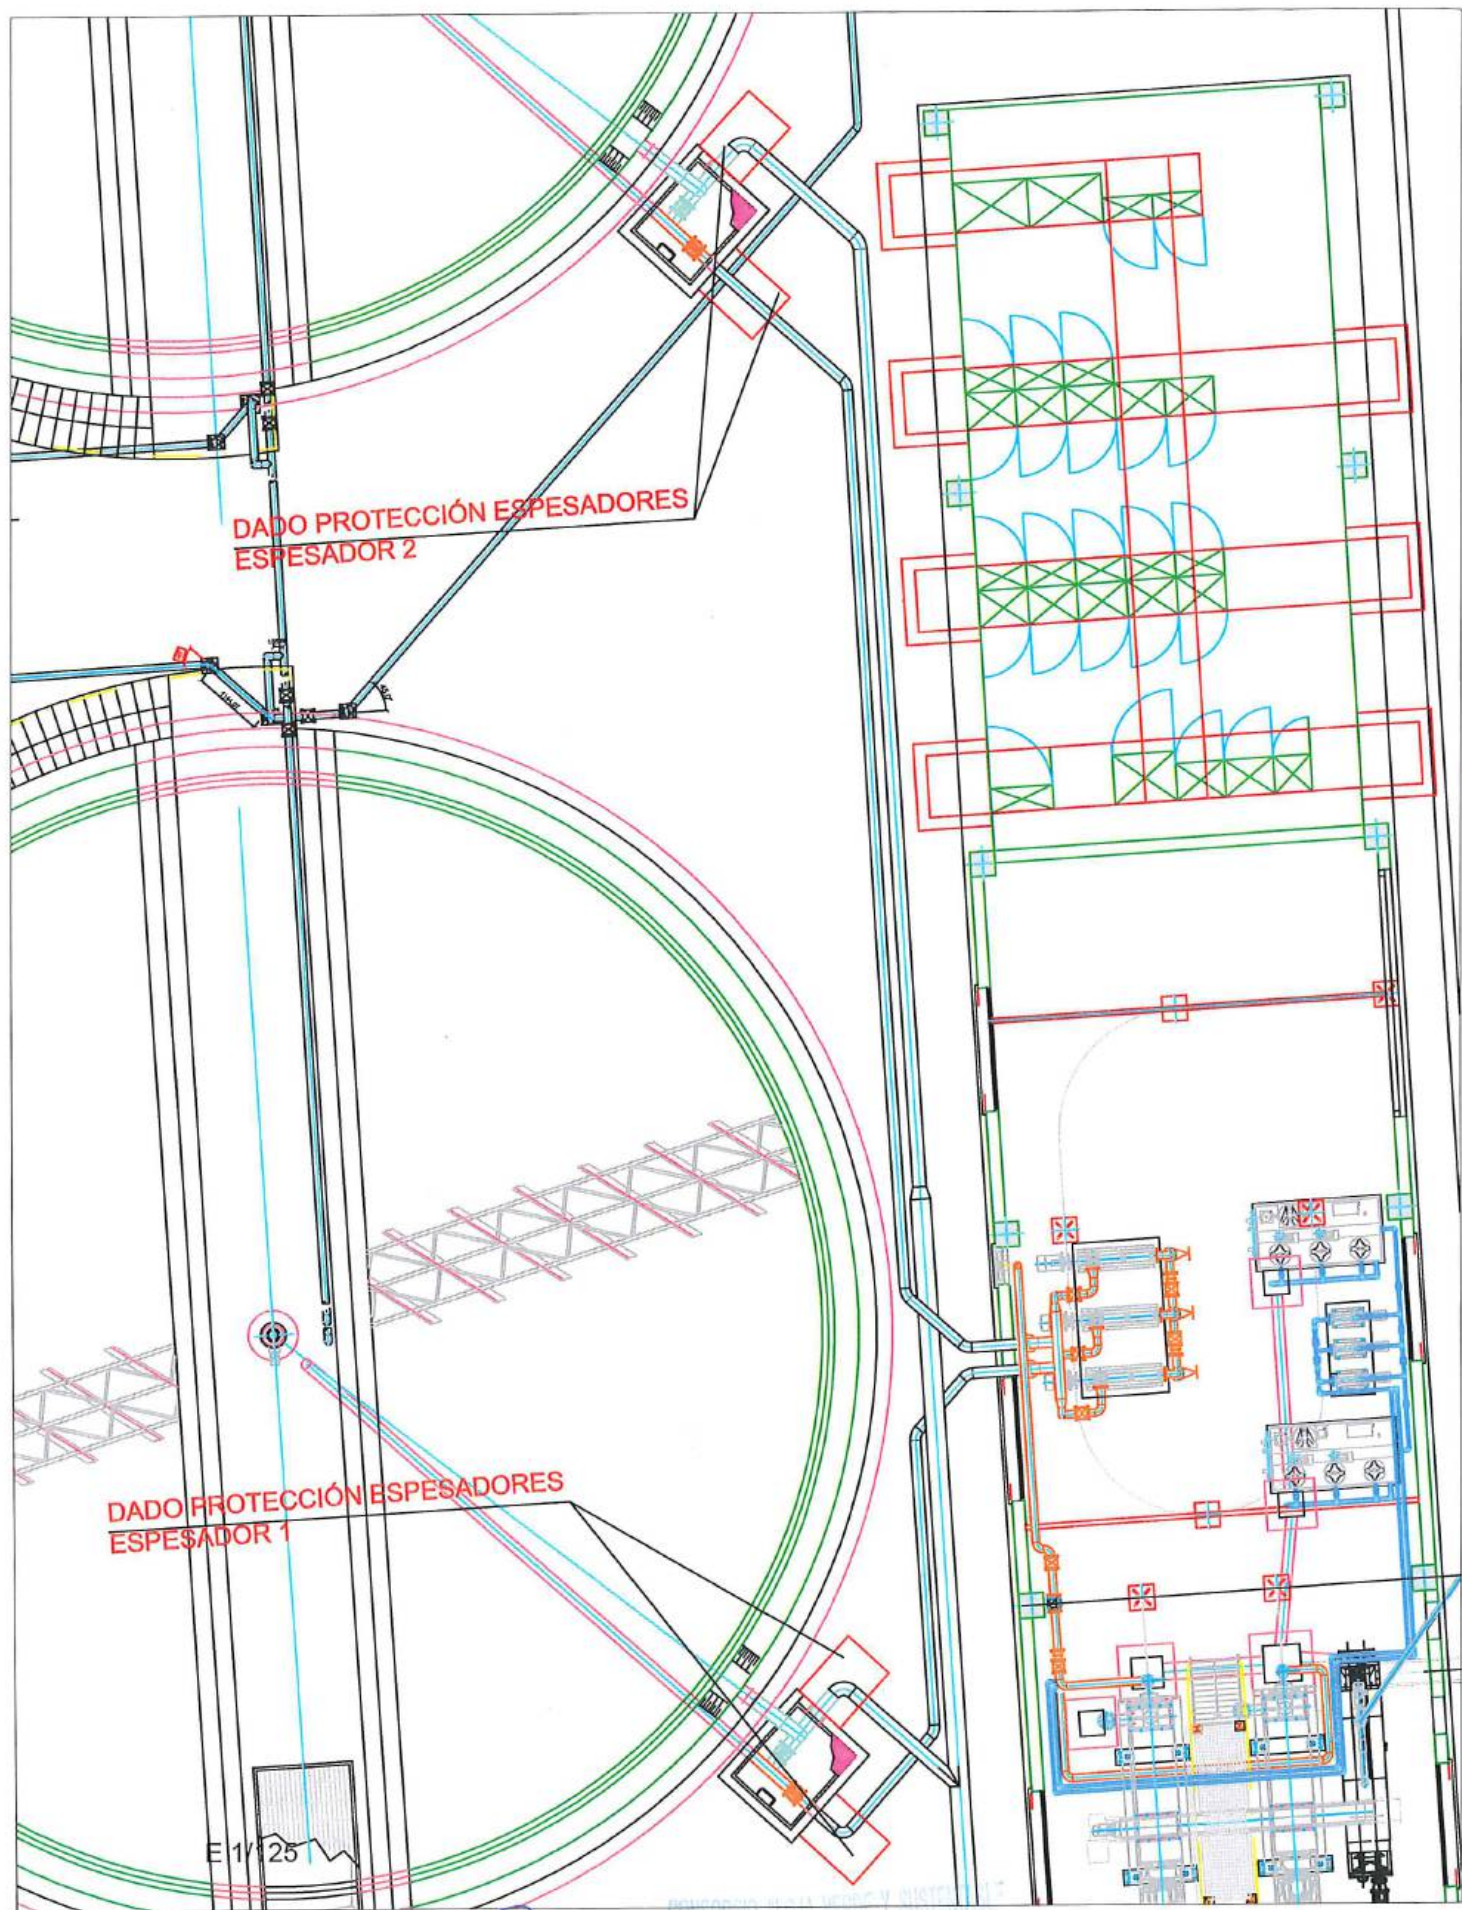 DADO PROTECCIÓN ESPESADORES
ESPESADOR 2
DADO PROTECCIÓN ESPESADORES
ESPESADOR 1
E 1/125